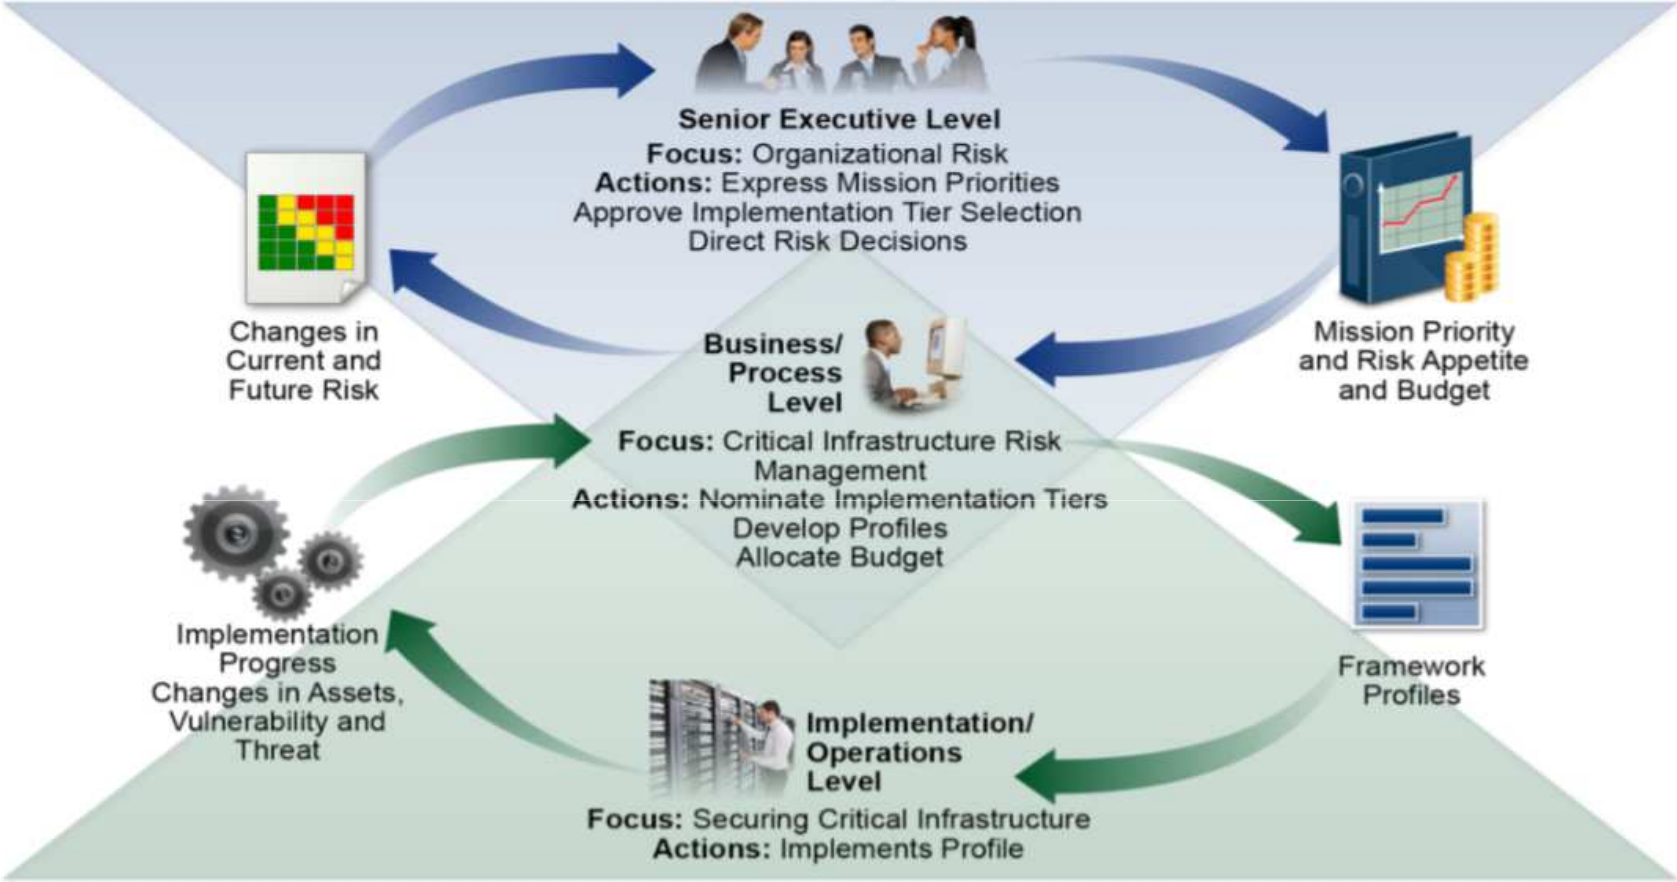 Senior Executive Level
Focus: Organizational Risk
Actions: Express Mission Priorities
Approve Implementation Tier Selection
Direct Risk Decisions
Changes in
Current and
Future Risk
Mission Priority
and Risk Appetite
and Budget
Business/
Process
Level
Focus: Critical Infrastructure Risk
Management
Actions: Nominate Implementation Tiers
Develop Profiles
Allocate Budget
Implementation
Progress
Changes in Assets,
Vulnerability and
Threat
Framework
Profiles
Implementation/
Operations
Level
Focus: Securing Critical Infrastructure
Actions: Implements Profile